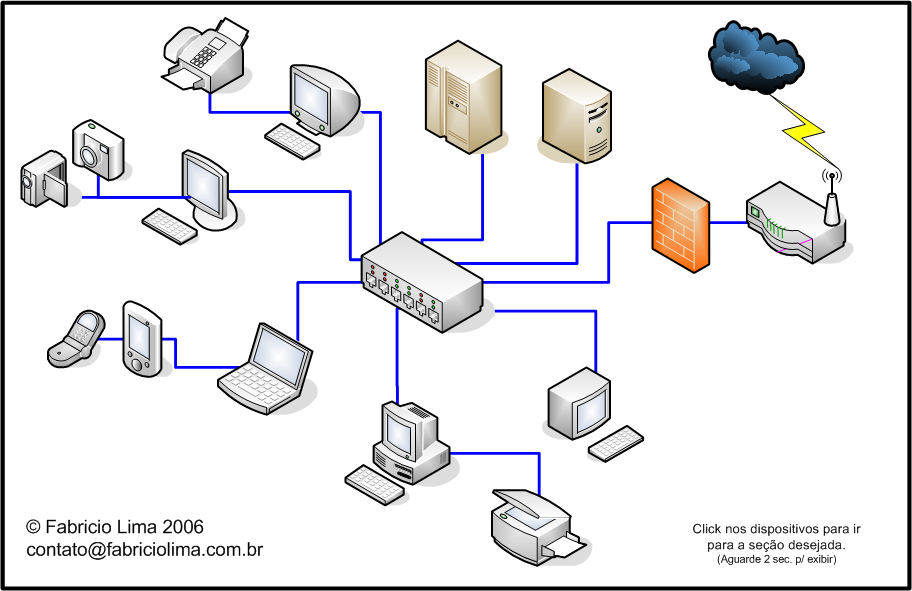 © Fabricio Lima 2006
contato@fabriciolima.com.br
Click nos dispositivos para ir
para a seção desejada.
(Aguarde 2 sec. p/ exibir)